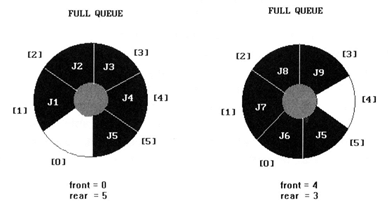 FULL QUEUE
[2]
[3]
J2
J3
[1]
J1
J4
[4]
J5
[0]
[5]
front = 0
rear = 5
FULL QUEUE
[2]
[3]
J8
J9
[1]
J7
[4]
J6
J5
[0]
[5]
front = 4
rear = 3